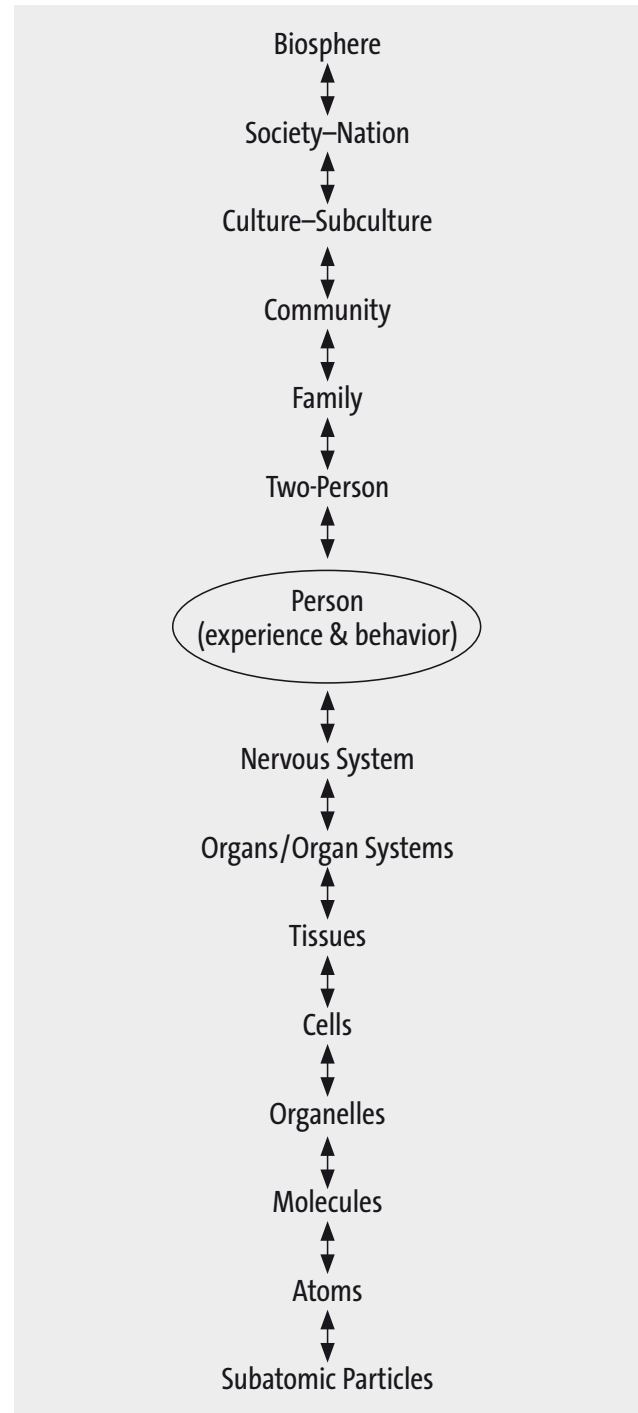 Biosphere
Society–Nation
Culture–Subculture
Community
Family
Two-Person
Person
(experience & behavior)
Nervous System
Organs/Organ Systems
Tissues
Cells
Organelles
Molecules
Atoms
Subatomic Particles